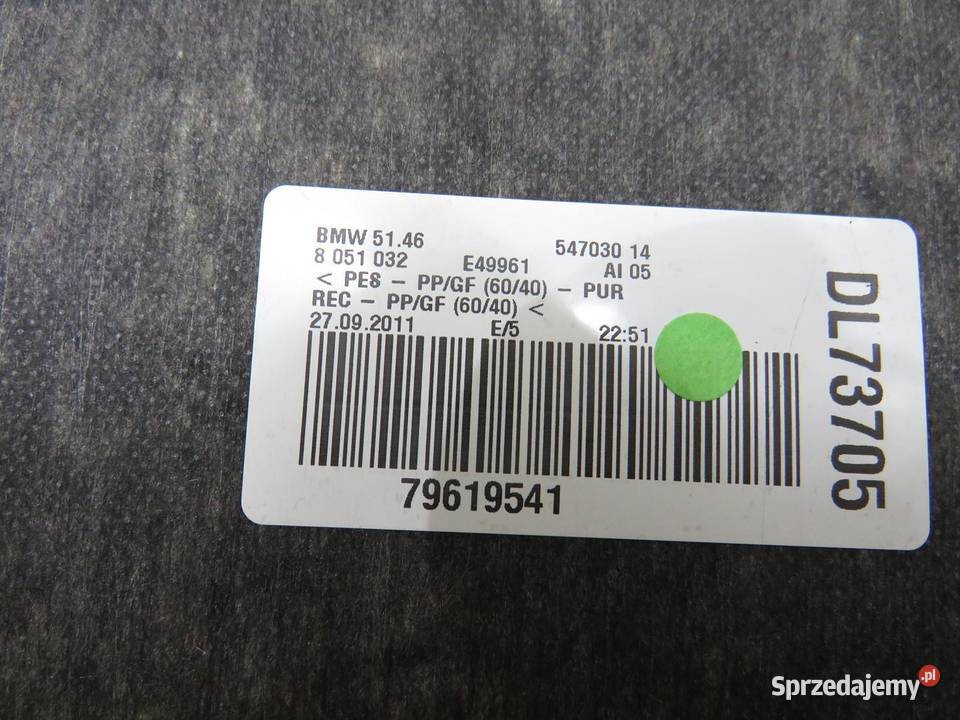 BMW 51.46 547030 14
8 051 032 E49961 AI 05
< PES - PP/GF (60/40) - PUR
REC - PP/GF (60/40) <
27.09.2011 E/5 22:51
79619541
DL73705
Sprzedajemy.pl